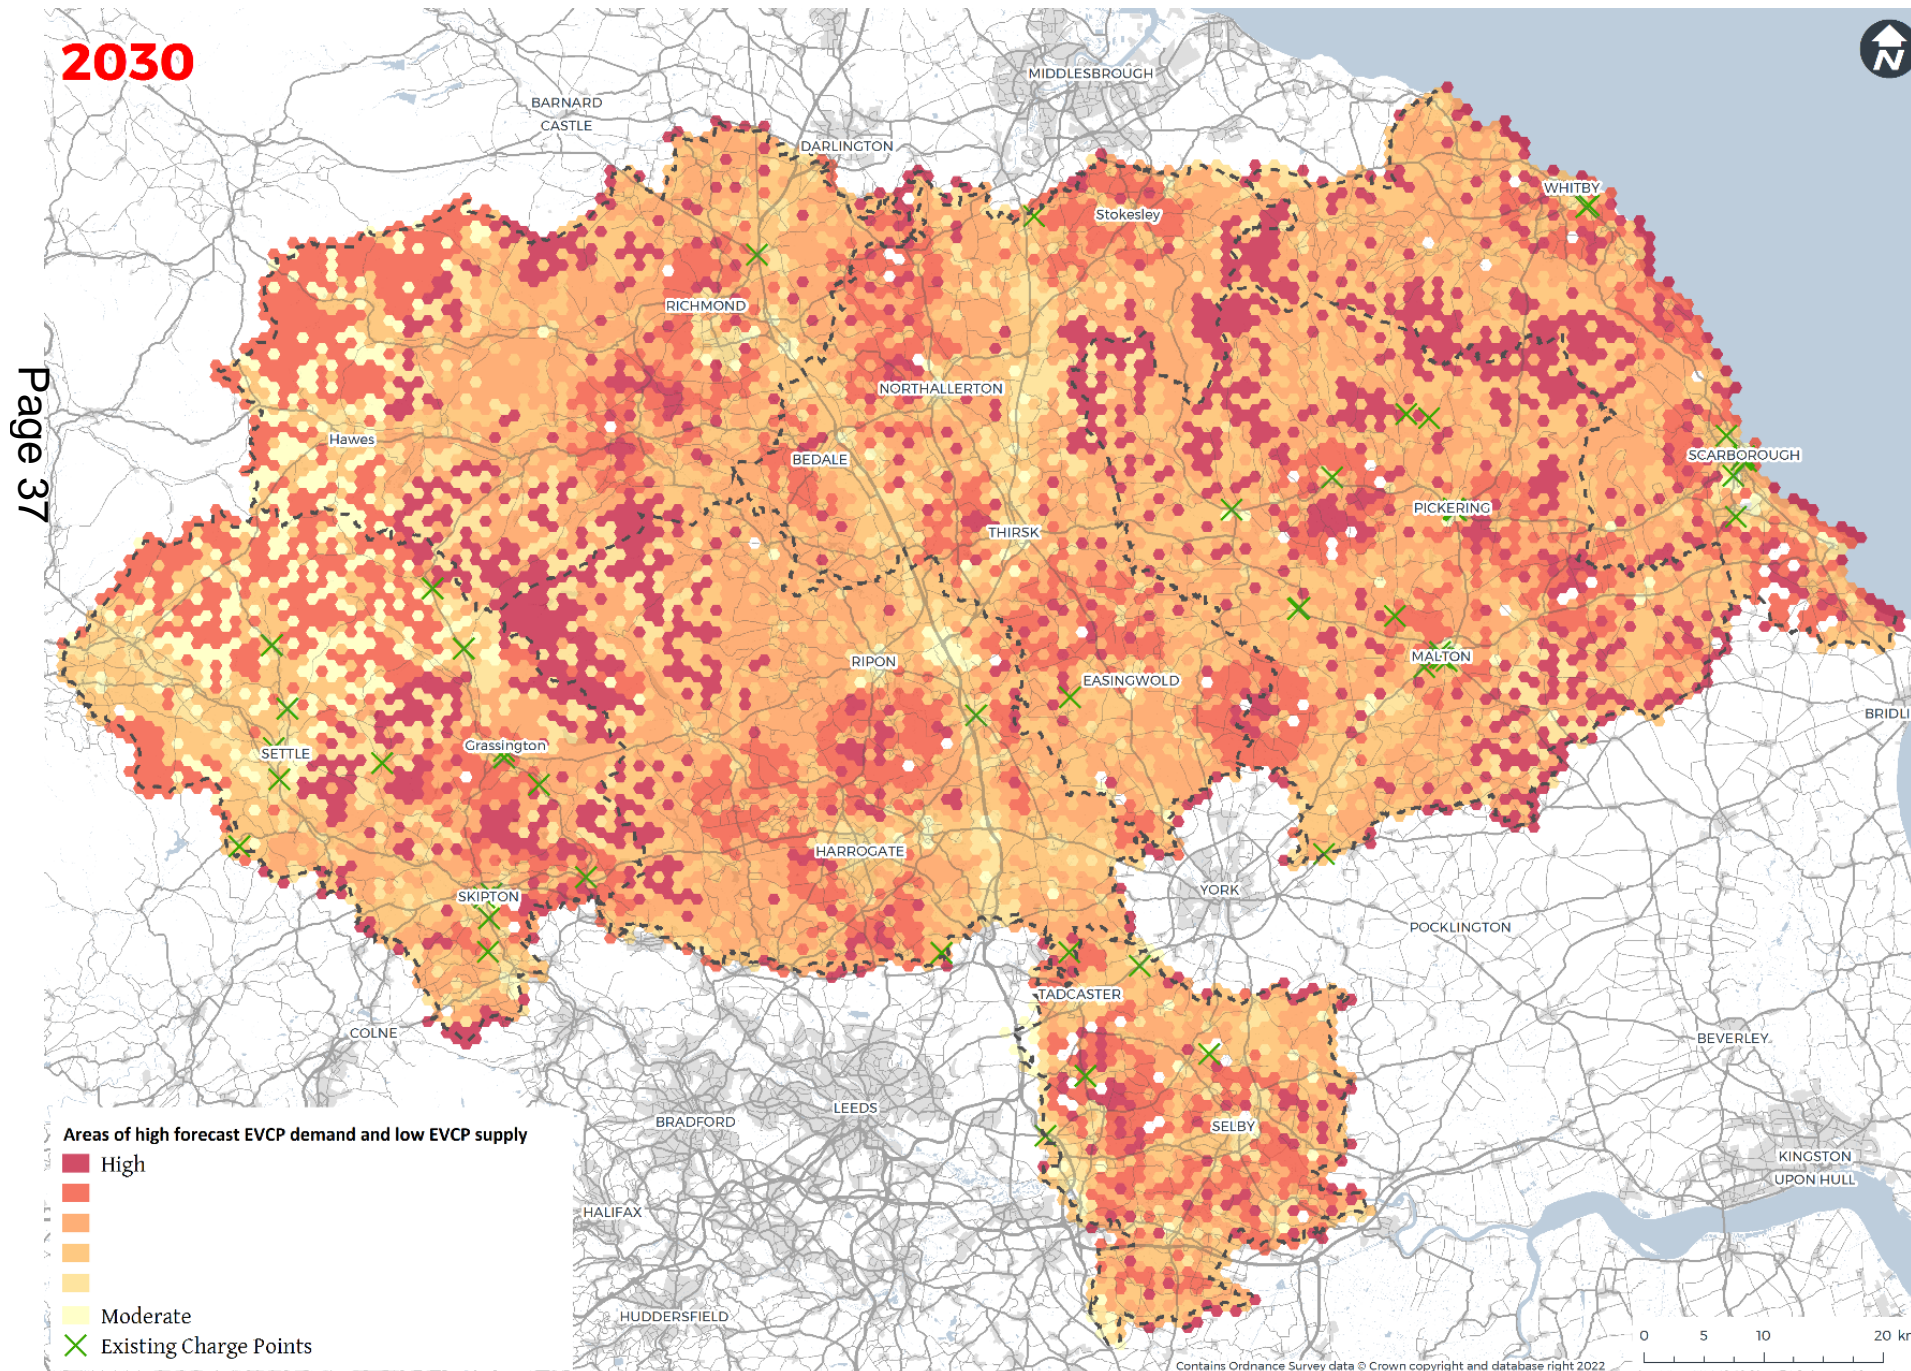 2030
N
MIDDLESBROUGH
BARNARD
CASTLE
DARLINGTON
WHITBY
Stokesley
RICHMOND
Page 37
NORTHALLERTON
Hawes
BEDALE
SCARBOROUGH
PICKERING
THIRSK
RIPON
MALTON
EASINGWOLD
BRIDLI
Grassington
SETTLE
HARROGATE
YORK
SKIPTON
POCKLINGTON
TADCASTER
COLNE
BEVERLEY
LEEDS
BRADFORD
SELBY
KINGSTON
UPON HULL
HALIFAX
HUDDERSFIELD
Areas of high forecast EVCP demand and low EVCP supply
High
Moderate
Existing Charge Points
0 5 10 20 km
Contains Ordnance Survey data © Crown copyright and database right 2022